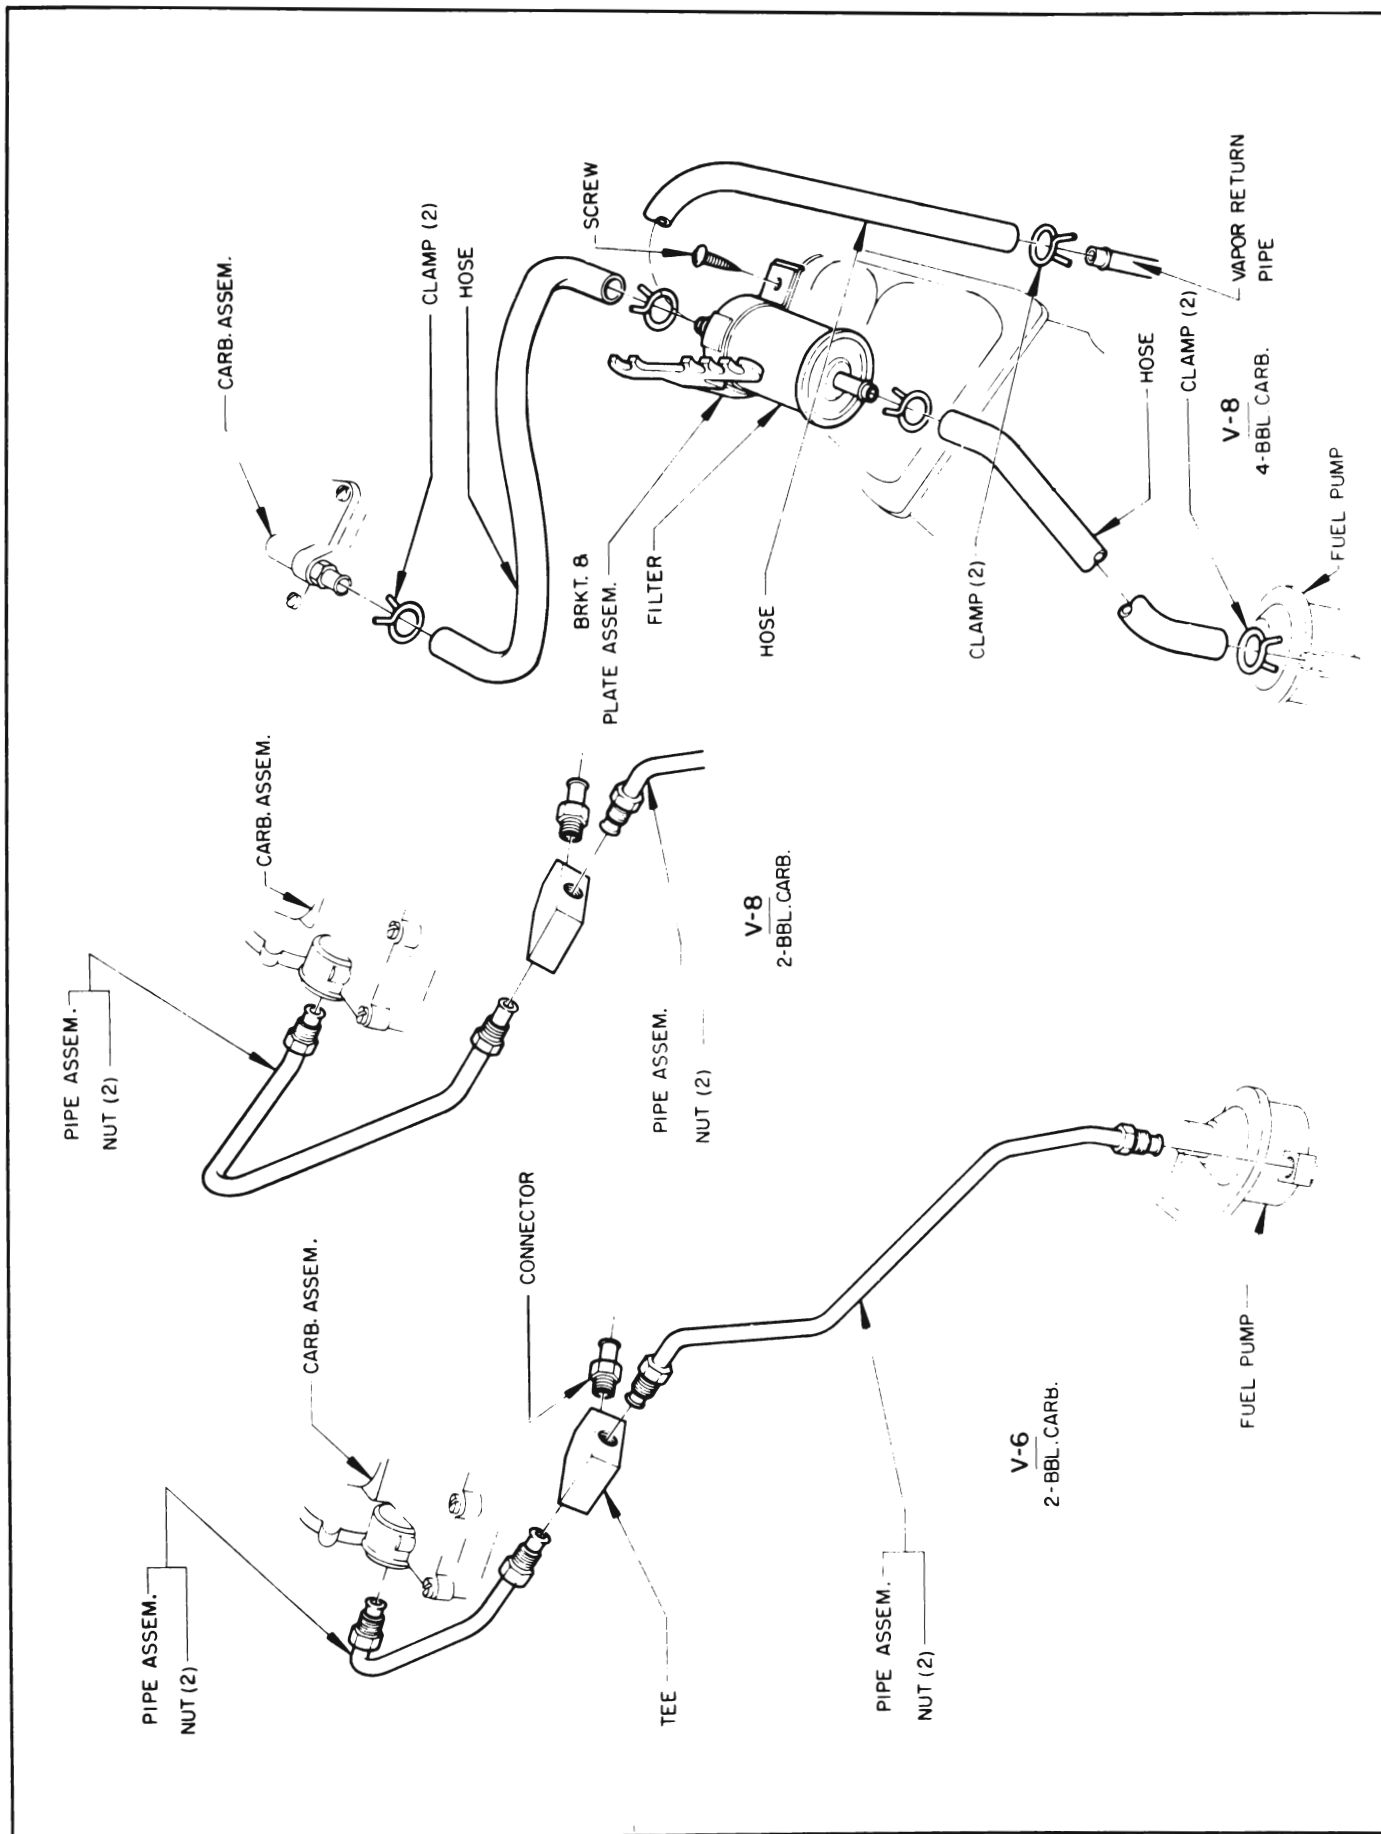 PIPE ASSEM.
NUT (2)
CARB. ASSEM.
CONNECTOR
TEE
PIPE ASSEM.
NUT (2)
V-6
2-BBL. CARB.
FUEL PUMP
PIPE ASSEM.
NUT (2)
CARB. ASSEM.
PIPE ASSEM.
NUT (2)
V-8
2-BBL. CARB.
CARB. ASSEM.
CLAMP (2)
HOSE
SCREW
BRKT. &
PLATE ASSEM.
FILTER
HOSE
CLAMP (2)
VAPOR RETURN
PIPE
HOSE
CLAMP (2)
V-8
4-BBL. CARB.
FUEL PUMP